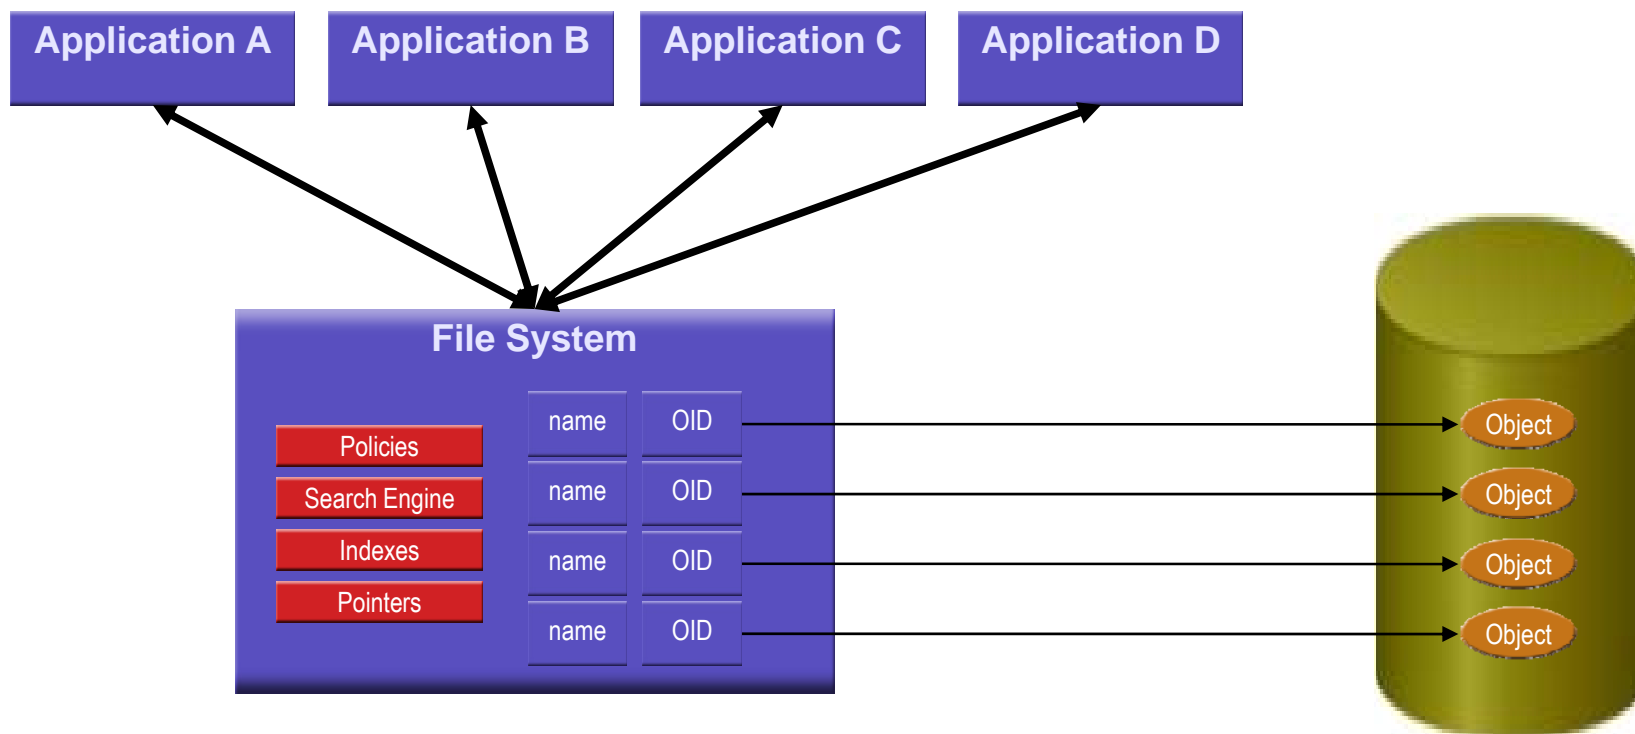 Application A
Application B
Application C
Application D
File System
Policies
Search Engine
Indexes
Pointers
name
OID
name
OID
name
OID
name
OID
Object
Object
Object
Object